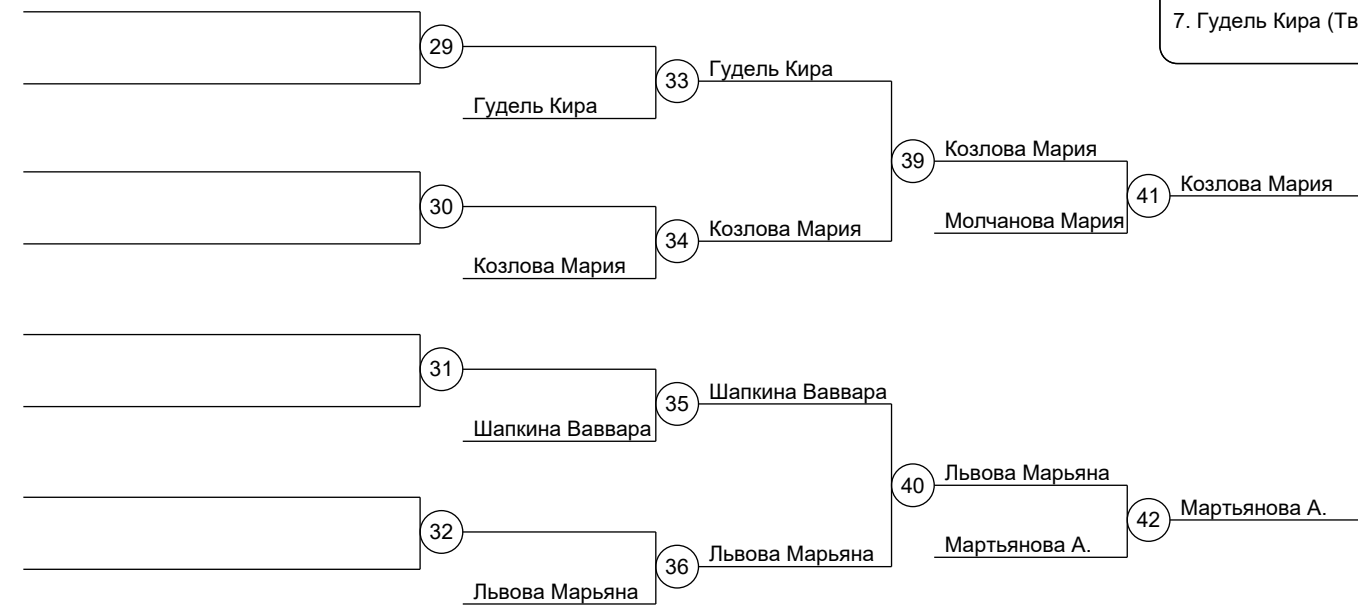 7. Гудель Кира (Тв
29
33
Гудель Кира
Гудель Кира
39
Козлова Мария
41
Козлова Мария
30
34
Козлова Мария
Молчанова Мария
Козлова Мария
31
35
Шапкина Ваввара
Шапкина Ваввара
40
Львова Марьяна
42
Мартьянова А.
32
36
Львова Марьяна
Мартьянова А.
Львова Марьяна